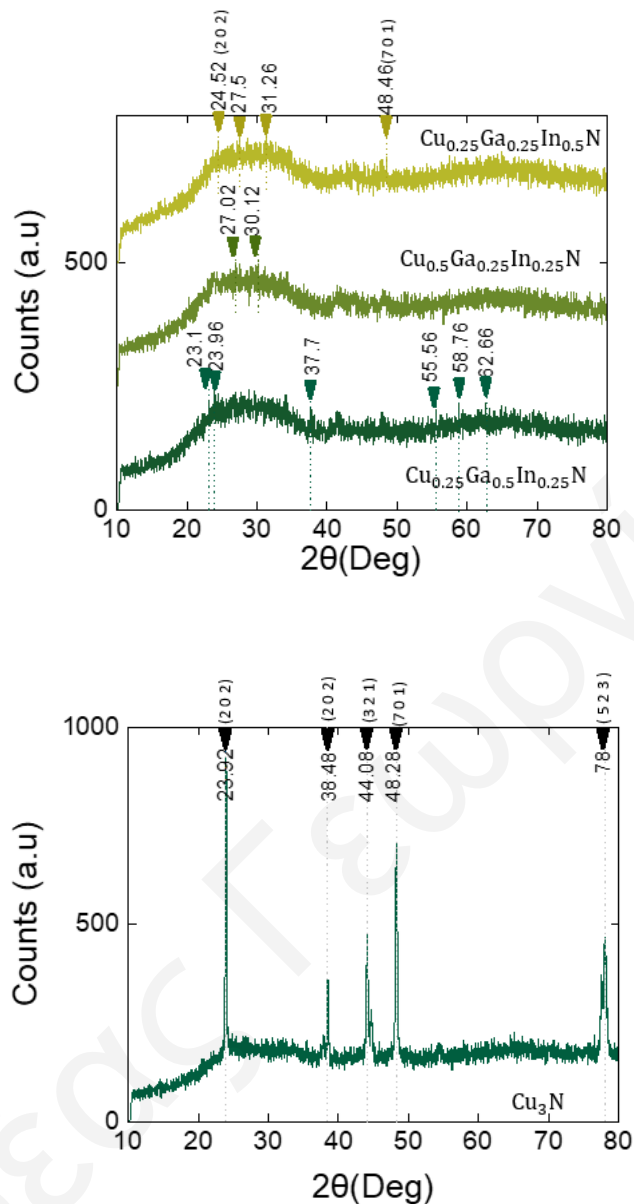 24.52 (2 0 2)
27.5
31.26
48.46(7 0 1)
Cu0.25Ga0.25In0.5N
27.02
30.12
Cu0.5Ga0.25In0.25N
500
23.1
23.96
37.7
55.56
58.76
62.66
Cu0.25Ga0.5In0.25N
0
Counts (a.u)
10 20 30 40 50 60 70 80
2θ(Deg)
(2 0 2)
(2 0 2)
(3 2 1)
(7 0 1)
(5 2 3)
1000
23.92
38.48
44.08
48.28
78
Counts (a.u)
500
Cu3N
0
10 20 30 40 50 60 70 80
2θ(Deg)
εας Γεωργ